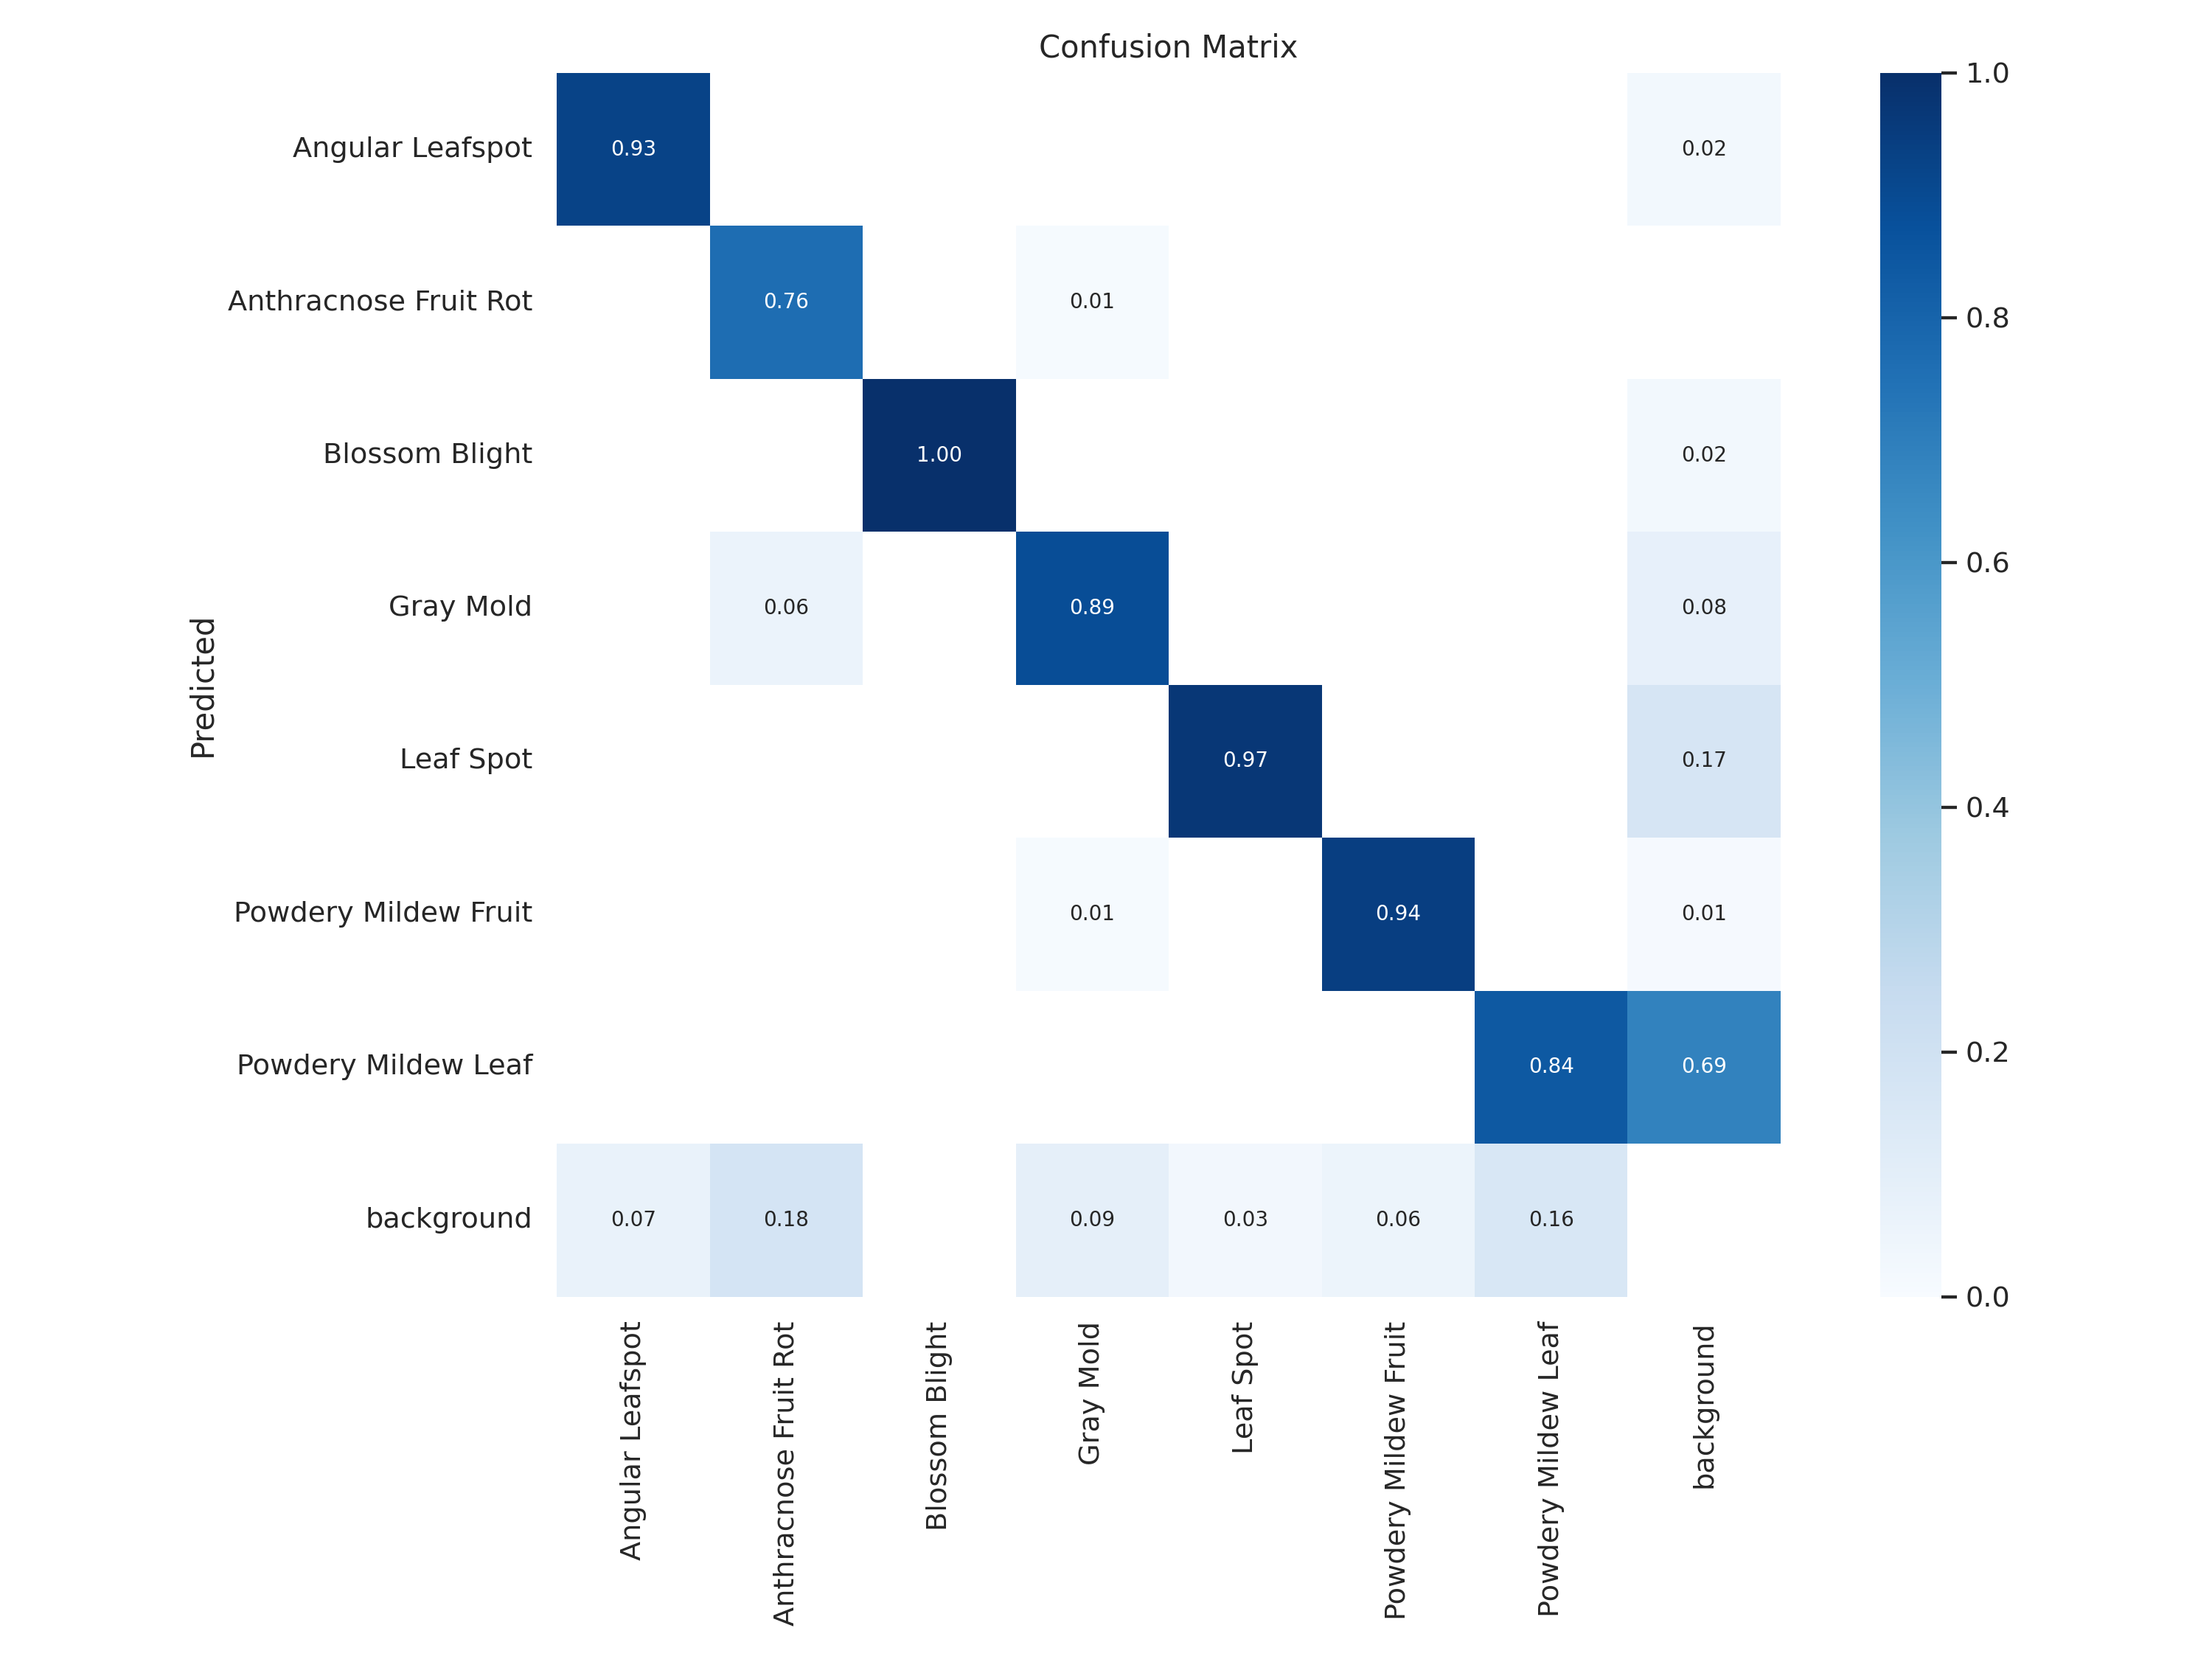 Confusion Matrix
Angular Leafspot 0.93 0.02
Anthracnose Fruit Rot 0.76 0.01
Blossom Blight 1.00 0.02
Gray Mold 0.06 0.89 0.08
Leaf Spot 0.97 0.17
Powdery Mildew Fruit 0.01 0.94 0.01
Powdery Mildew Leaf 0.84 0.69
background 0.07 0.18 0.09 0.03 0.06 0.16
Predicted
Angular Leafspot
Anthracnose Fruit Rot
Blossom Blight
Gray Mold
Leaf Spot
Powdery Mildew Fruit
Powdery Mildew Leaf
background
1.0
0.8
0.6
0.4
0.2
0.0